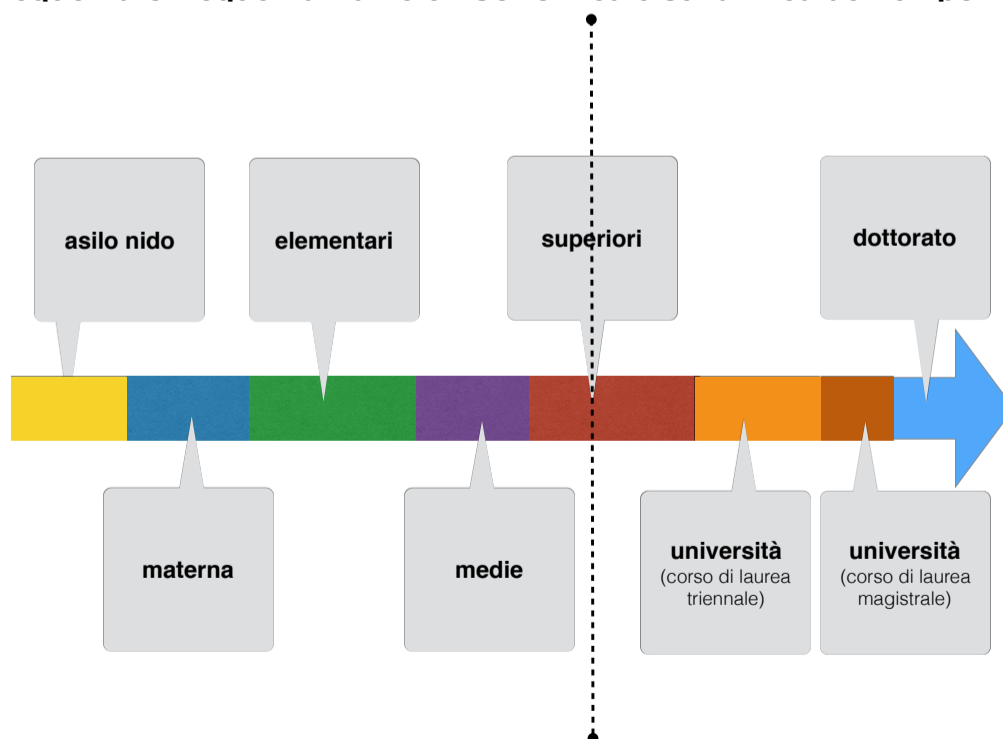 asilo nido
elementari
superiori
dottorato
materna
medie
università
(corso di laurea
triennale)
università
(corso di laurea
magistrale)